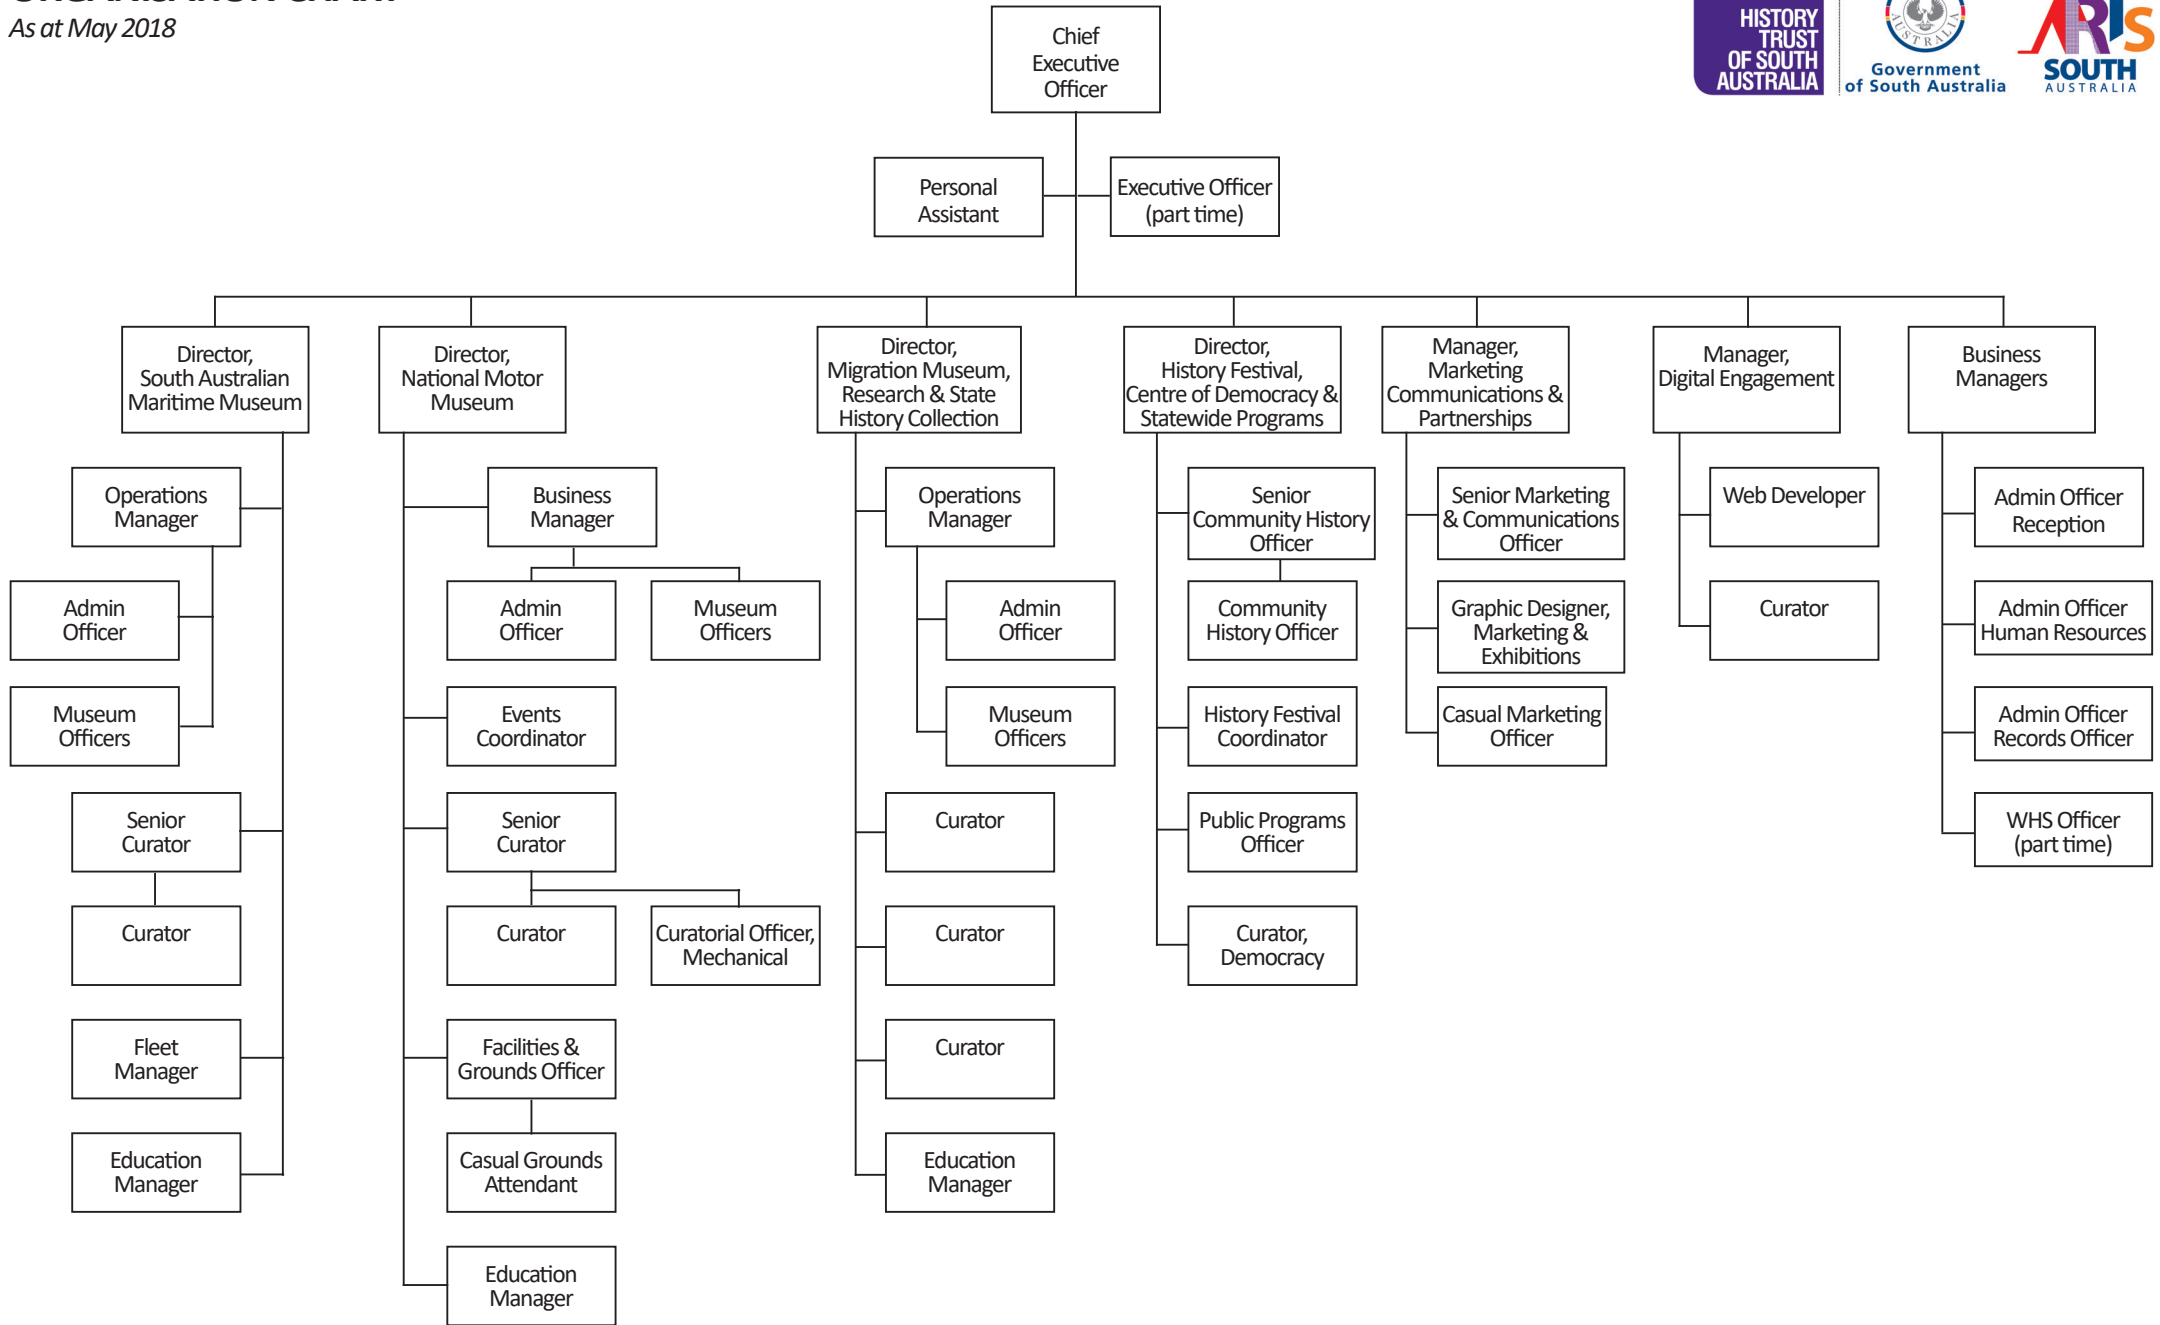 As at May 2018
HISTORY
TRUST
OF SOUTH
AUSTRALIA
AUSTRALIA
Government
of South Australia
ARTS
SOUTH
AUSTRALIA
Chief
Executive
Officer
Personal
Assistant
Executive Officer
(part time)
Director,
South Australian
Maritime Museum
Director,
National Motor
Museum
Director,
Migration Museum,
Research & State
History Collection
Director,
History Festival,
Centre of Democracy &
Statewide Programs
Manager,
Marketing
Communications &
Partnerships
Manager,
Digital Engagement
Business
Managers
Operations
Manager
Admin
Officer
Museum
Officers
Senior
Curator
Curator
Fleet
Manager
Education
Manager
Business
Manager
Admin
Officer
Museum
Officers
Events
Coordinator
Senior
Curator
Curator
Curatorial Officer,
Mechanical
Facilities &
Grounds Officer
Casual Grounds
Attendant
Education
Manager
Operations
Manager
Admin
Officer
Museum
Officers
Curator
Curator
Curator
Education
Manager
Senior
Community History
Officer
Community
History Officer
History Festival
Coordinator
Public Programs
Officer
Curator,
Democracy
Senior Marketing
& Communications
Officer
Graphic Designer,
Marketing &
Exhibitions
Casual Marketing
Officer
Web Developer
Curator
Admin Officer
Reception
Admin Officer
Human Resources
Admin Officer
Records Officer
WHS Officer
(part time)